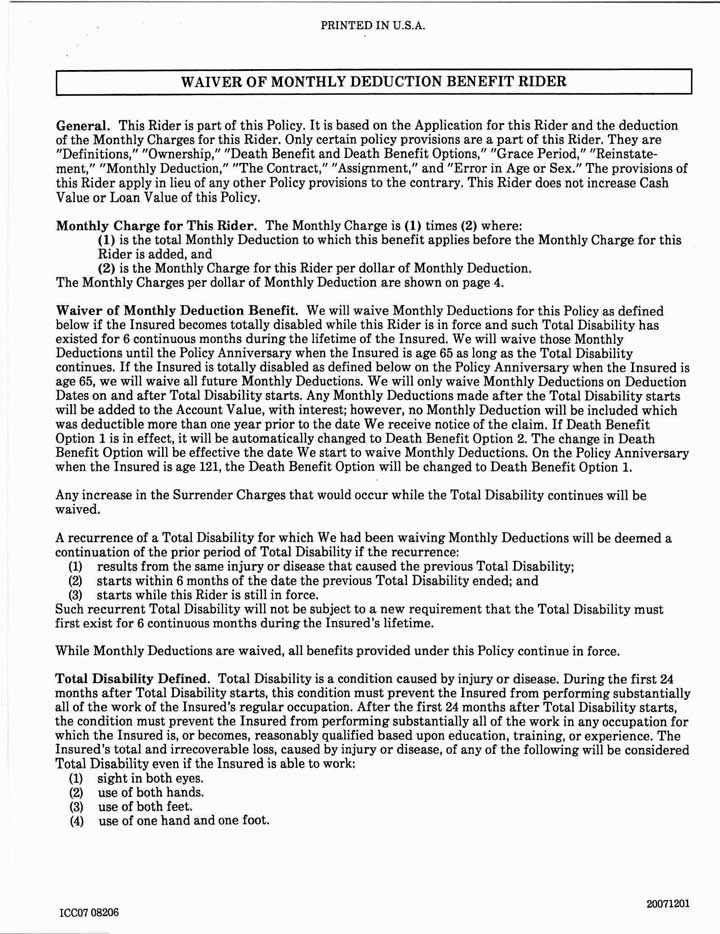 PRINTED IN U.S.A.
WAIVER OF MONTHLY DEDUCTION BENEFIT RIDER
General. This Rider is part of this Policy. It is based on the Application for this Rider and the deduction
of the Monthly Charges for this Rider. Only certain policy provisions are a part of this Rider. They are
"Definitions," "Ownership," "Death Benefit and Death Benefit Options," "Grace Period," "Reinstate-
ment," "Monthly Deduction," "The Contract," "Assignment," and "Error in Age or Sex." The provisions of
this Rider apply in lieu of any other Policy provisions to the contrary. This Rider does not increase Cash
Value or Loan Value of this Policy.
Monthly Charge for This Rider. The Monthly Charge is (1) times (2) where:
(1) is the total Monthly Deduction to which this benefit applies before the Monthly Charge for this
Rider is added, and
(2) is the Monthly Charge for this Rider per dollar of Monthly Deduction.
The Monthly Charges per dollar of Monthly Deduction are shown on page 4.
Waiver of Monthly Deduction Benefit. We will waive Monthly Deductions for this Policy as defined
below if the Insured becomes totally disabled while this Rider is in force and such Total Disability has
existed for 6 continuous months during the lifetime of the Insured. We will waive those Monthly
Deductions until the Policy Anniversary when the Insured is age 65 as long as the Total Disability
continues. If the Insured is totally disabled as defined below on the Policy Anniversary when the Insured is
age 65, we will waive all future Monthly Deductions. We will only waive Monthly Deductions on Deduction
Dates on and after Total Disability starts. Any Monthly Deductions made after the Total Disability starts
will be added to the Account Value, with interest; however, no Monthly Deduction will be included which
was deductible more than one year prior to the date We receive notice of the claim. If Death Benefit
Option 1 is in effect, it will be automatically changed to Death Benefit Option 2. The change in Death
Benefit Option will be effective the date We start to waive Monthly Deductions. On the Policy Anniversary
when the Insured is age 121, the Death Benefit Option will be changed to Death Benefit Option 1.
Any increase in the Surrender Charges that would occur while the Total Disability continues will be
waived.
A recurrence of a Total Disability for which We had been waiving Monthly Deductions will be deemed a
continuation of the prior period of Total Disability if the recurrence:
(1) results from the same injury or disease that caused the previous Total Disability;
(2) starts within 6 months of the date the previous Total Disability ended; and
(3) starts while this Rider is still in force.
Such recurrent Total Disability will not be subject to a new requirement that the Total Disability must
first exist for 6 continuous months during the Insured's lifetime.
While Monthly Deductions are waived, all benefits provided under this Policy continue in force.
Total Disability Defined. Total Disability is a condition caused by injury or disease. During the first 24
months after Total Disability starts, this condition must prevent the Insured from performing substantially
all of the work of the Insured's regular occupation. After the first 24 months after Total Disability starts,
the condition must prevent the Insured from performing substantially all of the work in any occupation for
which the Insured is, or becomes, reasonably qualified based upon education, training, or experience. The
Insured's total and irrecoverable loss, caused by injury or disease, of any of the following will be considered
Total Disability even if the Insured is able to work:
(1) sight in both eyes.
(2) use of both hands.
(3) use of both feet.
(4) use of one hand and one foot.
ICC07 08206
20071201